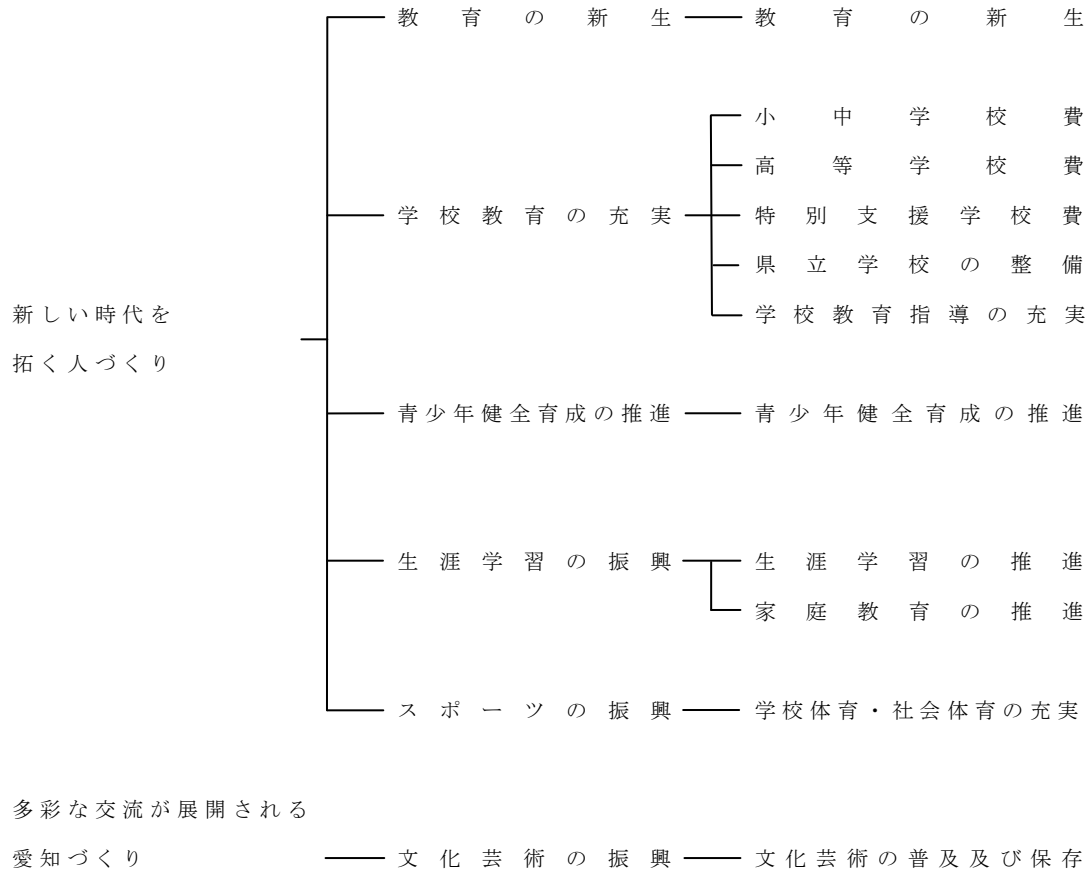 教育の新生 教育の新生
小中学校費
高等学校費
学校教育の充実 特別支援学校費
県立学校の整備
新しい時代を 学校教育指導の充実
拓く人づくり
青少年健全育成の推進 青少年健全育成の推進
生涯学習の振興 生涯学習の推進
家庭教育の推進
スポーツの振興 学校体育・社会体育の充実
多彩な交流が展開される
愛知づくり 文化芸術の振興 文化芸術の普及及び保存